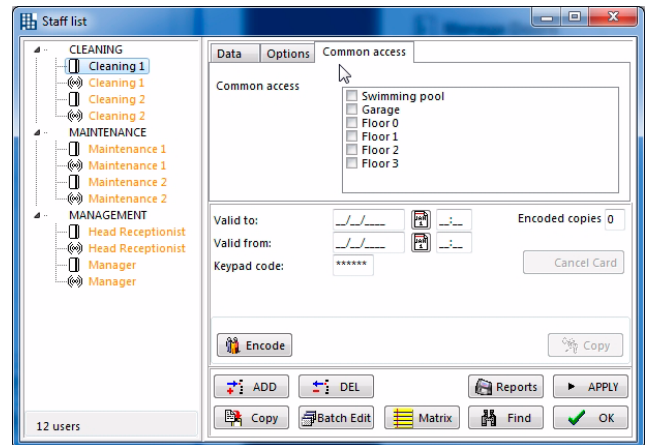 Staff list
CLEANING
Cleaning 1
Cleaning 1
Cleaning 2
Cleaning 2
MAINTENANCE
Maintenance 1
Maintenance 1
Maintenance 2
Maintenance 2
MANAGEMENT
Head Receptionist
Head Receptionist
Manager
Manager
12 users
Data Options Common access
Common access
Swimming pool
Garage
Floor 0
Floor 1
Floor 2
Floor 3
Valid to: __/__/____ __:__ Encoded copies 0
Valid from: __/__/____ __:__
Keypad code: ****** Cancel Card
Encode Copy
ADD DEL Reports APPLY
Copy Batch Edit Matrix Find OK